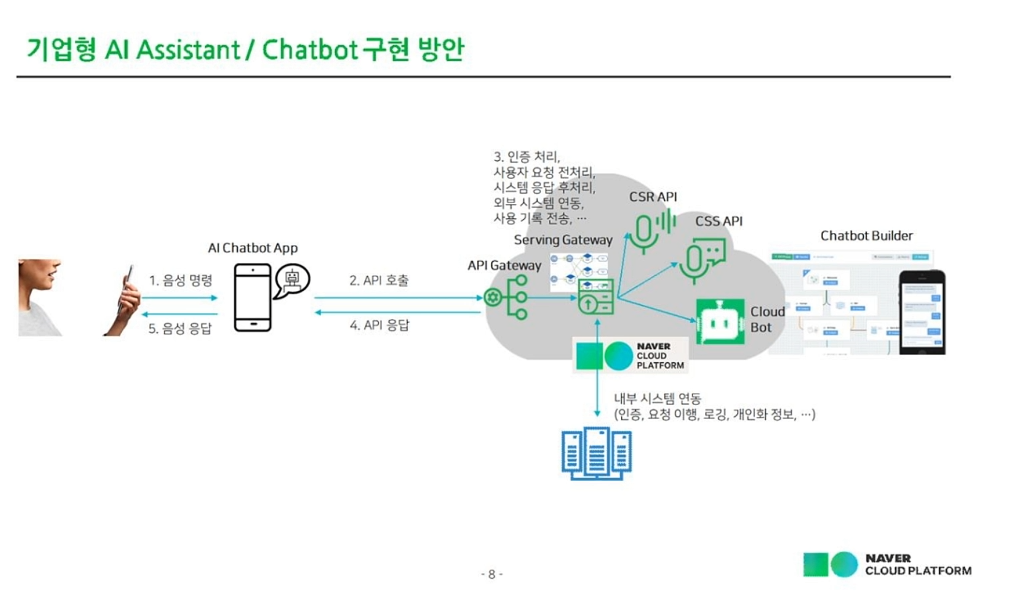 기업형 AI Assistant / Chatbot 구현 방안
3. 인증 처리,
사용자 요청 전처리,
시스템 응답 후처리,
외부 시스템 연동,
사용 기록 전송, …
CSR API
CSS API
Serving Gateway
Chatbot Builder
AI Chatbot App
API Gateway
1. 음성 명령
2. API 호출
5. 음성 응답
4. API 응답
Cloud
Bot
NAVER
CLOUD
PLATFORM
내부 시스템 연동
(인증, 요청 이행, 로깅, 개인화 정보, …)
- 8 -
NAVER
CLOUD PLATFORM